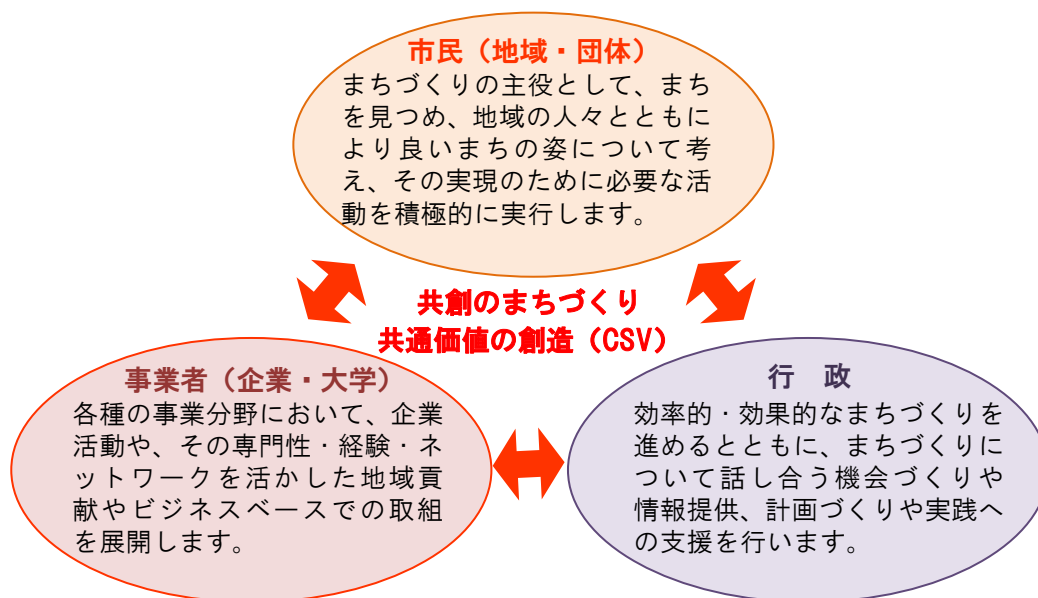 市民（地域・団体）
まちづくりの主役として、まち
を見つめ、地域の人々とともに
より良いまちの姿について考
え、その実現のために必要な活
動を積極的に実行します。
共創のまちづくり
共通価値の創造（CSV）
事業者（企業・大学）
各種の事業分野において、企業
活動や、その専門性・経験・ネ
ットワークを活かした地域貢
献やビジネスベースでの取組
を展開します。
行　政
効率的・効果的なまちづくりを
進めるとともに、まちづくりに
ついて話し合う機会づくりや
情報提供、計画づくりや実践へ
の支援を行います。